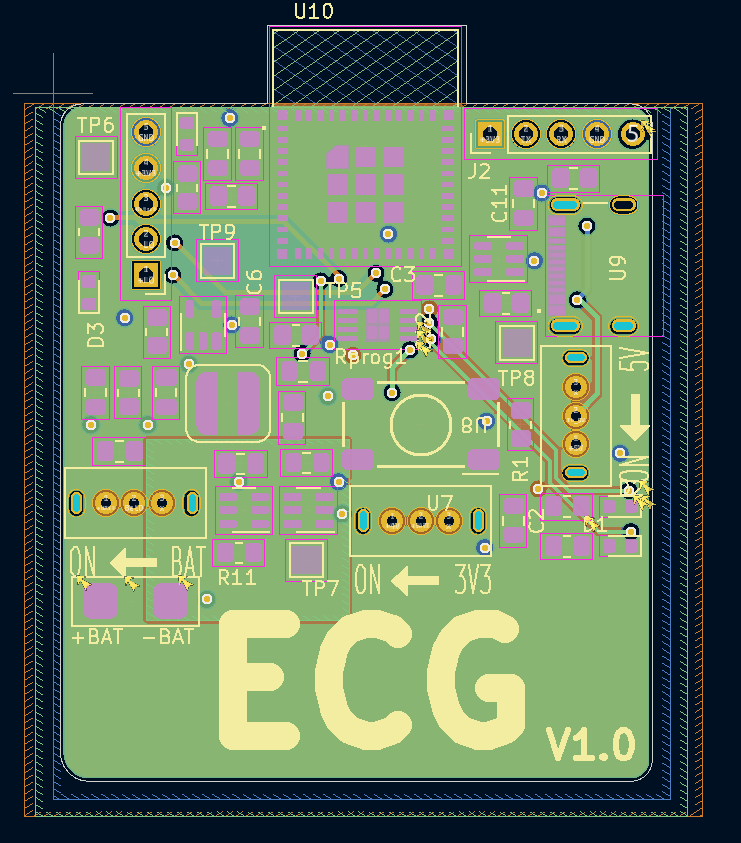 U10
TP6
J2
C11
TP9
U9
C6
C3
TP5
D3
Rprog1
5V
TP8
U8
R1
ON
U7
C2
D1
ON BAT
R11
TP7
ON 3V3
+BAT -BAT
ECG
V1.0